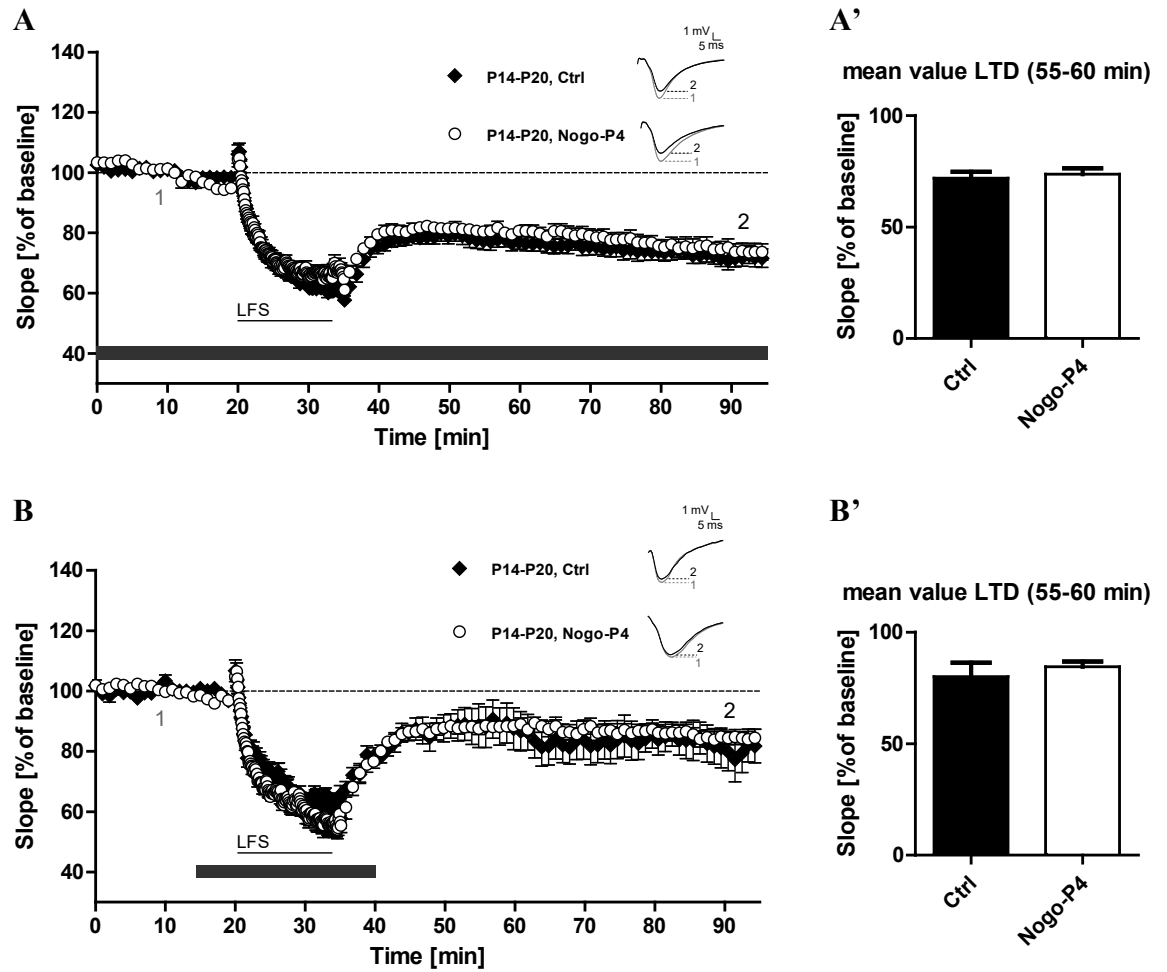 A
140
120
100
80
60
40
Slope [% of baseline]
0
10
20
30
40
50
60
70
80
90
Time [min]
P14-P20, Ctrl
P14-P20, Nogo-P4
1 mV
5 ms
2
1
2
1
1
2
LFS
A’
mean value LTD (55-60 min)
100
50
0
Slope [% of baseline]
Ctrl
Nogo-P4
B
140
120
100
80
60
40
Slope [% of baseline]
0
10
20
30
40
50
60
70
80
90
Time [min]
P14-P20, Ctrl
P14-P20, Nogo-P4
1 mV
5 ms
2
1
2
1
1
2
LFS
B’
mean value LTD (55-60 min)
100
50
0
Slope [% of baseline]
Ctrl
Nogo-P4